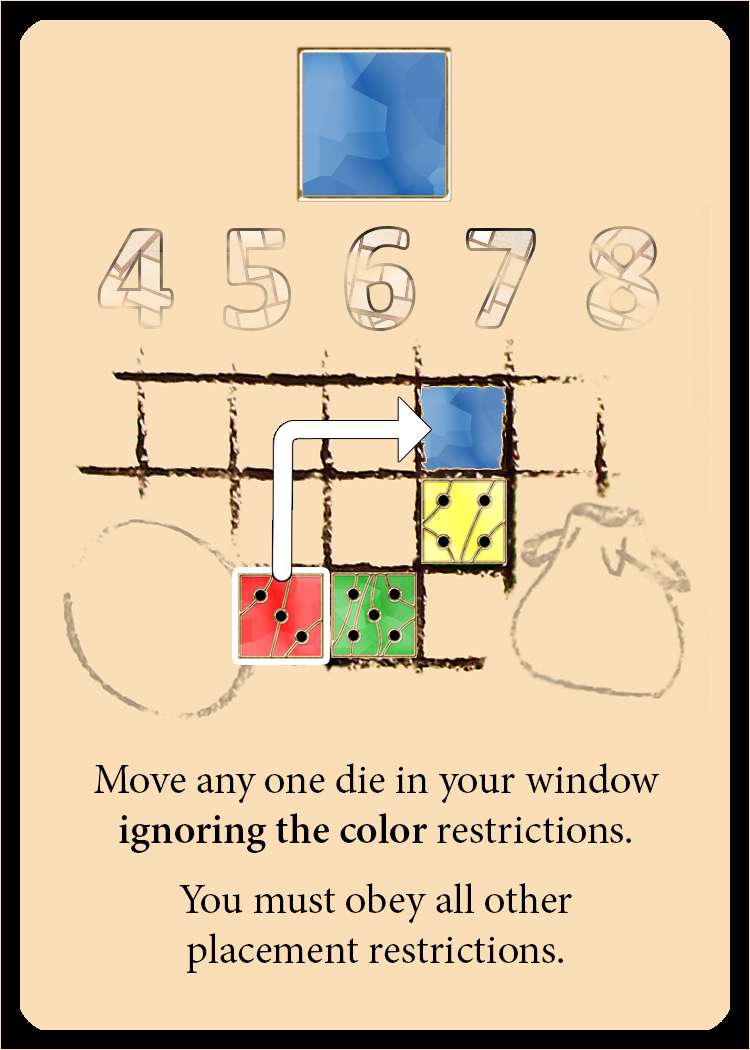 4 5 6 7 8
Move any one die in your window
ignoring the color restrictions.
You must obey all other
placement restrictions.